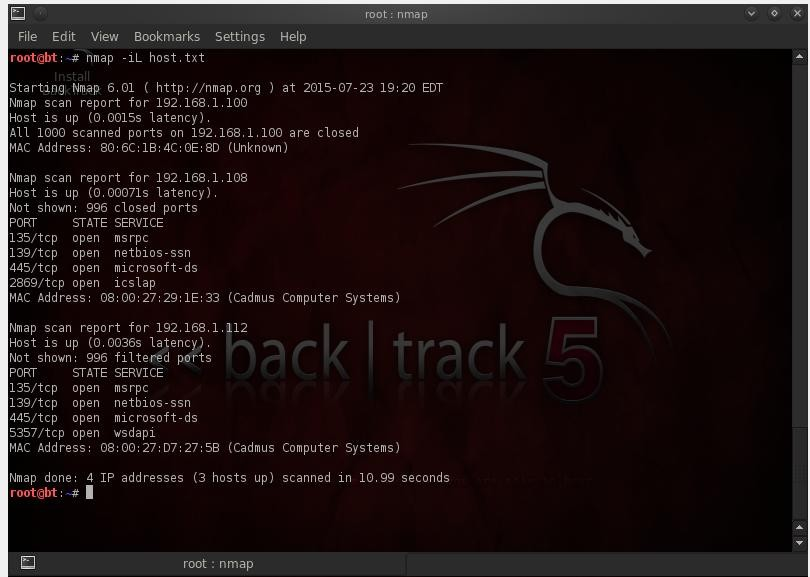 root : nmap
File Edit View Bookmarks Settings Help
root@bt:~# nmap -iL host.txt
Install
Starting Nmap 6.01 ( http://nmap.org ) at 2015-07-23 19:20 EDT
Nmap scan report for 192.168.1.100
Host is up (0.0015s latency).
All 1000 scanned ports on 192.168.1.100 are closed
MAC Address: 80:6C:1B:4C:0E:8D (Unknown)
Nmap scan report for 192.168.1.108
Host is up (0.00071s latency).
Not shown: 996 closed ports
PORT STATE SERVICE
135/tcp open msrpc
139/tcp open netbios-ssn
445/tcp open microsoft-ds
2869/tcp open icslap
MAC Address: 08:00:27:29:1E:33 (Cadmus Computer Systems)
Nmap scan report for 192.168.1.112
Host is up (0.0036s latency).
Not shown: 996 filtered ports
PORT STATE SERVICE
135/tcp open msrpc
139/tcp open netbios-ssn
445/tcp open microsoft-ds
5357/tcp open wsdapi
MAC Address: 08:00:27:D7:27:5B (Cadmus Computer Systems)
<< back | track 5
Nmap done: 4 IP addresses (3 hosts up) scanned in 10.99 seconds
root@bt:~#
root : nmap